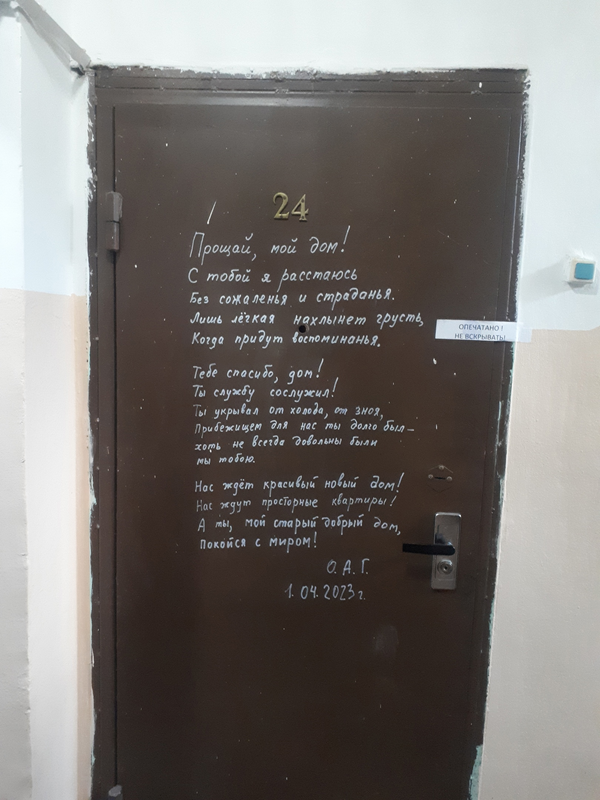 24
Прощай, мой дом!
С тобой я расстаюсь
Без сожаленья и страданья.
Лишь лёгкая нахлынет грусть,
Когда придут воспоминанья.
ОПЕЧАТАНО!
НЕ ВСКРЫВАТЬ!
Тебе спасибо, дом!
Ты службу сослужил!
Ты укрывал от холода, от зноя,
Прибежищем для нас ты долго был –
хоть не всегда довольны были
мы тобою.
Нас ждёт красивый новый дом!
Нас ждут просторные квартиры!
А ты, мой старый добрый дом,
Покойся с миром!
О. А. Г.
1. 04. 2023 г.